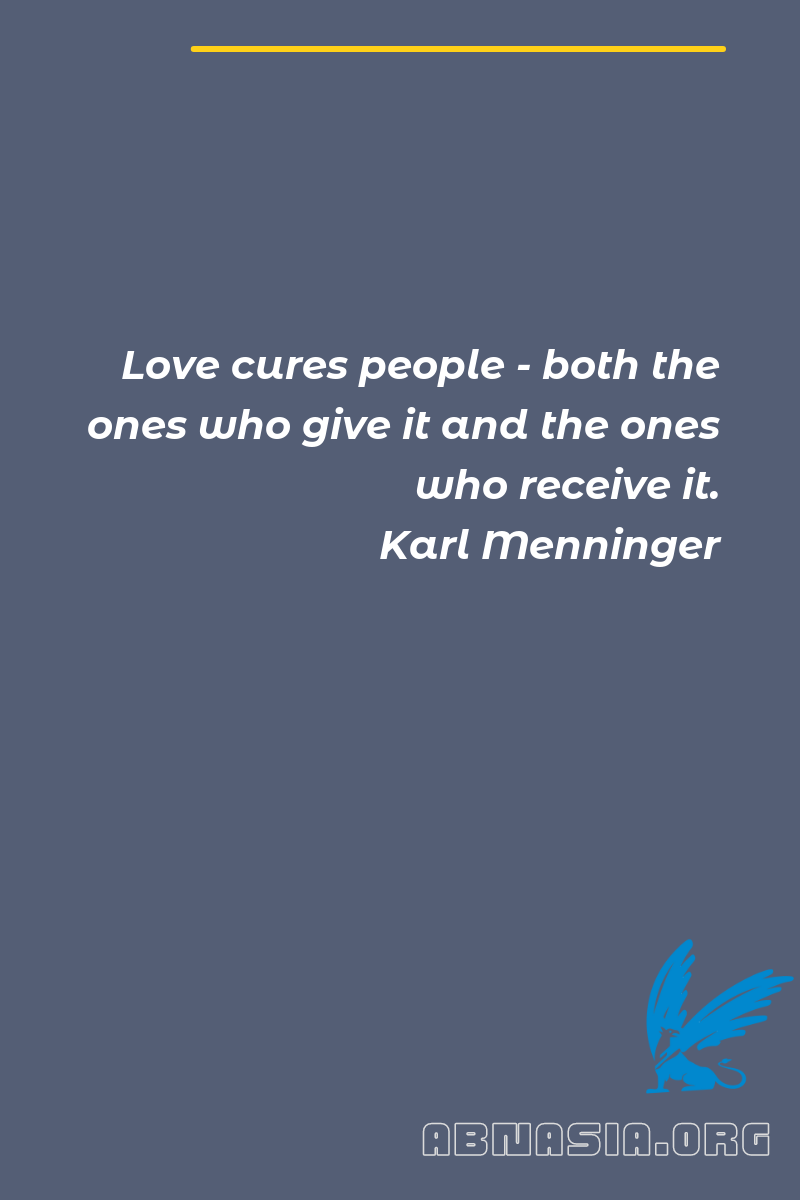 Love cures people - both the
ones who give it and the ones
who receive it.
Karl Menninger
ABNASIA.ORG